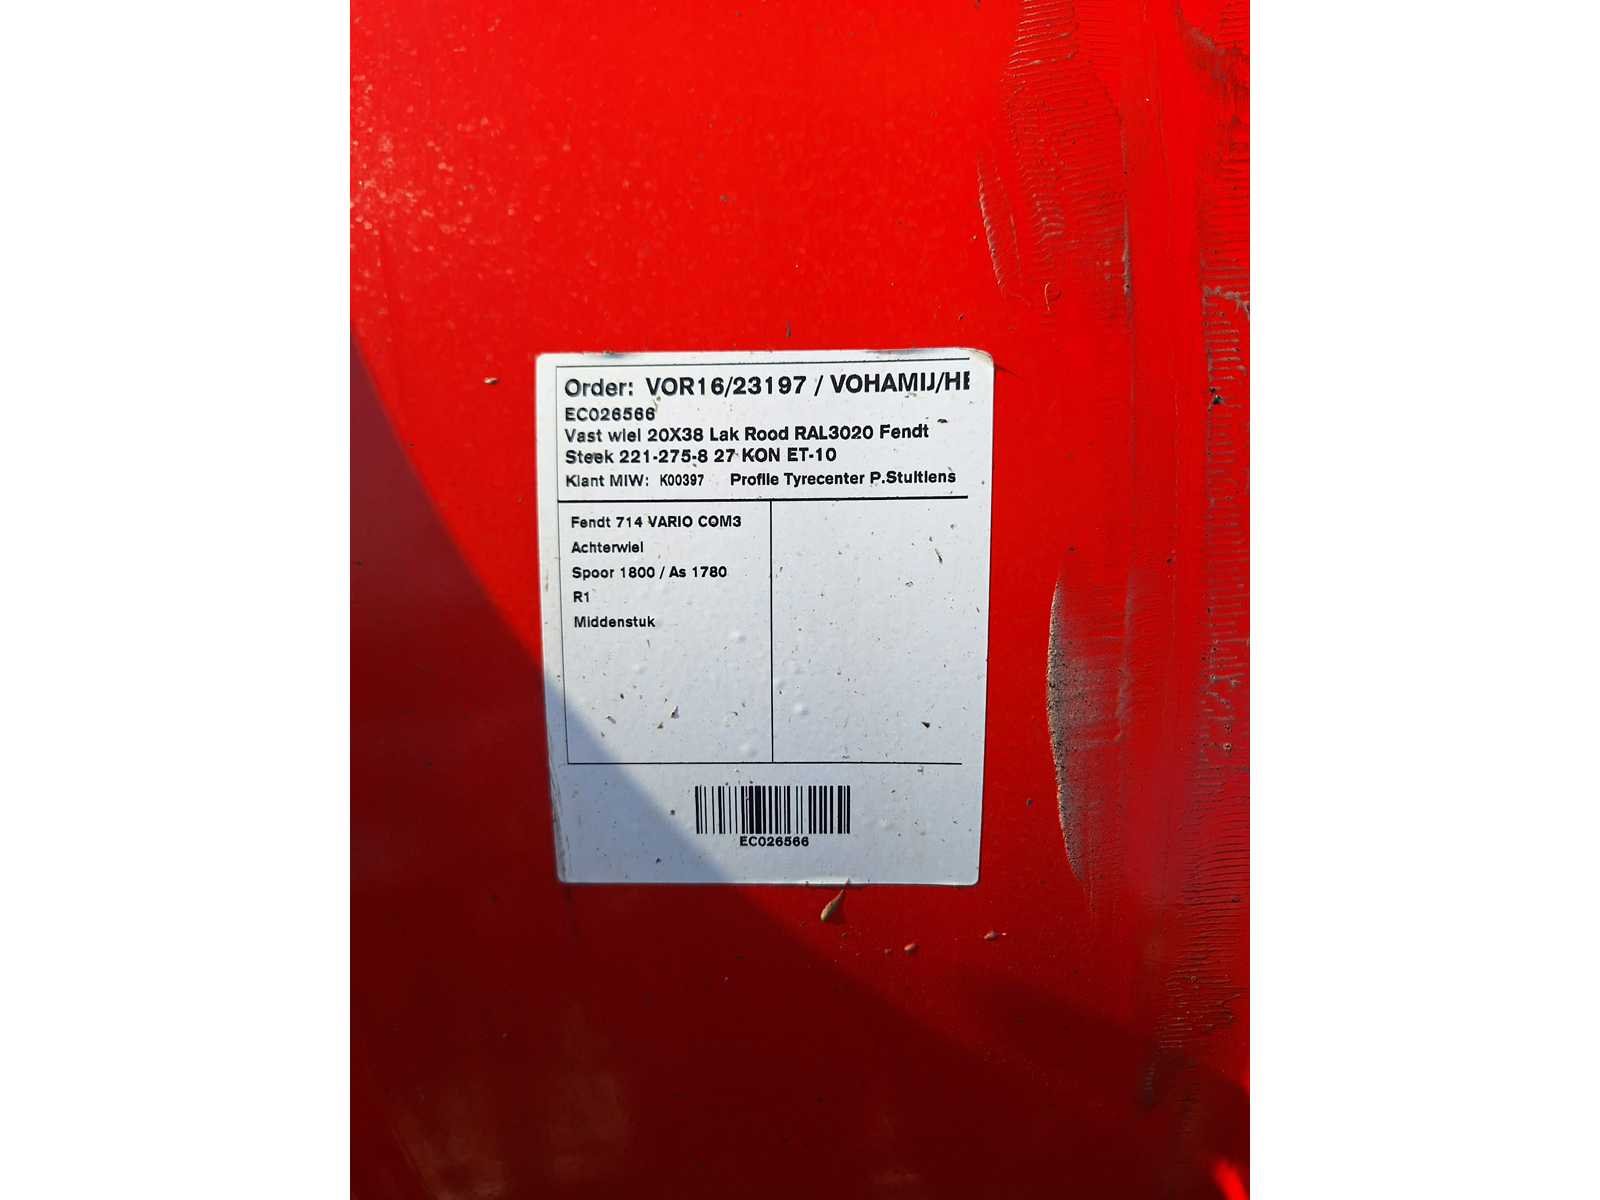 Order: VOR16/23197 / VOHAMIJ/HE
EC026566
Vast wiel 20X38 Lak Rood RAL3020 Fendt
Steek 221-275-8 27 KON ET-10
Klant MIW: K00397 Profile Tyrecenter P.Stultiens
Fendt 714 VARIO COM3
Achterwiel
Spoor 1800 / As 1780
R1
Middenstuk
EC026566